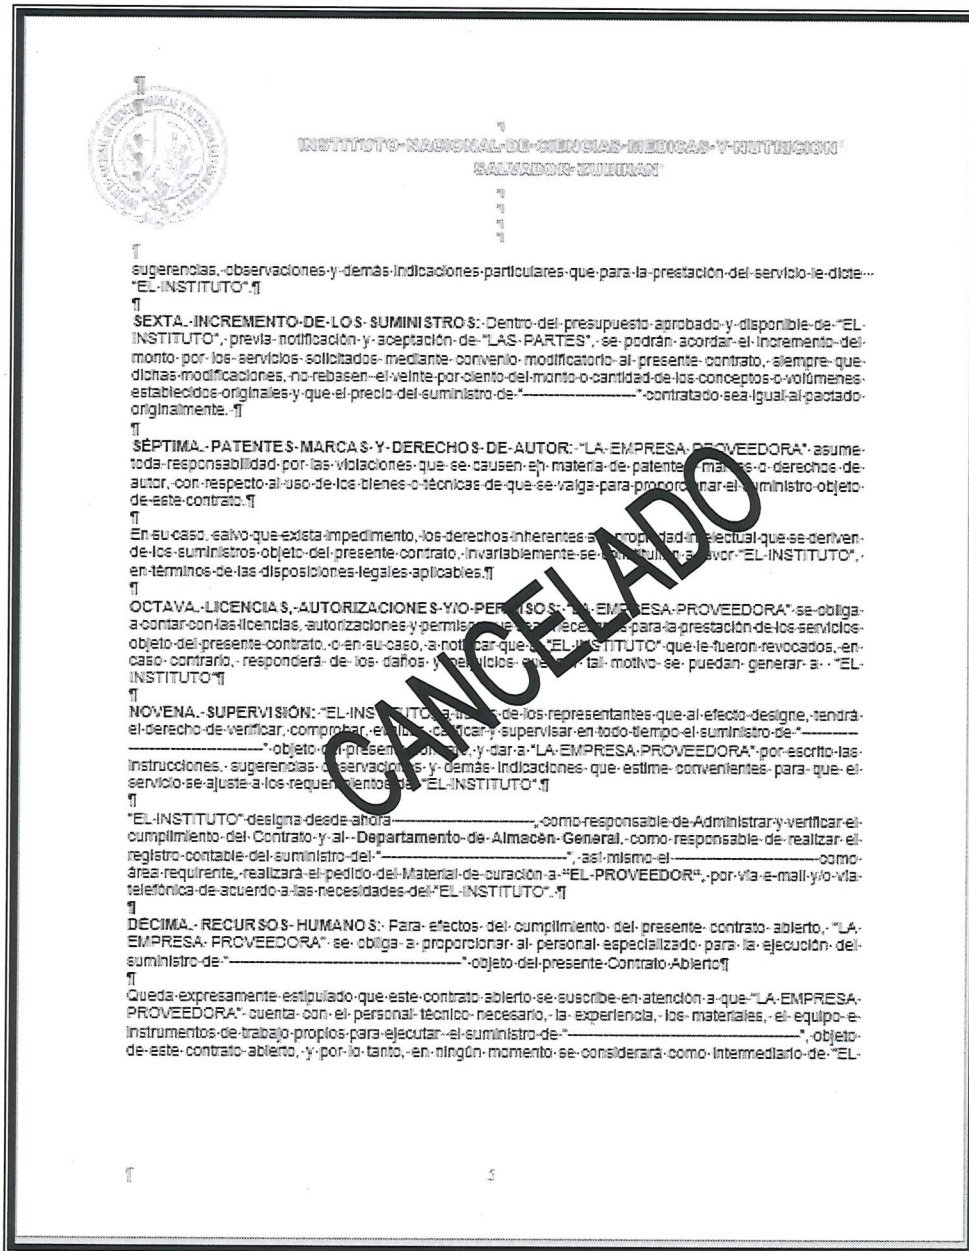 INSTITUTO NACIONAL DE CIENCIAS MEDICAS Y NUTRICION
SALVADOR ZUBIRAN
sugerencias, observaciones y demás indicaciones particulares que para la prestación del servicio le dicte
"EL INSTITUTO".
SEXTA.- INCREMENTO DE LOS SUMINISTROS: Dentro del presupuesto aprobado y disponible de "EL
INSTITUTO", previa notificación y aceptación de "LAS PARTES", se podrán acordar el incremento del
monto por los servicios solicitados mediante convenio modificatorio al presente contrato, siempre que
dichas modificaciones, no rebasen el veinte por ciento del monto o cantidad de los conceptos o volúmenes
establecidos originales y que el precio del suministro de "---------------------" contratado sea igual al pactado
originalmente.
SÉPTIMA.- PATENTES MARCAS Y DERECHOS DE AUTOR: "LA EMPRESA PROVEEDORA" asume
toda responsabilidad por las violaciones que se causen en materia de patentes marcas o derechos de
autor, con respecto al uso de los bienes o técnicas de que se valga para proporcionar el suministro objeto
de este contrato.
En su caso, salvo que exista impedimento, los derechos inherentes a la propiedad intelectual que se deriven
de los suministros objeto del presente contrato, invariablemente se a favor "EL INSTITUTO",
en términos de las disposiciones legales aplicables.
OCTAVA.- LICENCIAS, AUTORIZACIONES Y/O PERMISOS: "LA EMPRESA PROVEEDORA" se obliga
a contar con las licencias, autorizaciones y permisos que para la prestación de los servicios
objeto del presente contrato, o en su caso, a notificar que a "EL INSTITUTO" que le fueron revocados, en
caso contrario, responderá de los daños y perjuicios que por tal motivo se puedan generar a "EL
INSTITUTO"
NOVENA.- SUPERVISIÓN: "EL INSTITUTO, a través de los representantes que al efecto designe, tendrá
el derecho de verificar, comprobar, evaluar, calificar y supervisar en todo tiempo el suministro de "----------
------------------------" objeto del presente , y dar a "LA EMPRESA PROVEEDORA" por escrito las
instrucciones, sugerencias observaciones y demás indicaciones que estime convenientes para que el
servicio se ajuste a los requerimientos de "EL INSTITUTO".
"EL INSTITUTO" designa desde ahora---------------------, como responsable de Administrar y verificar el
cumplimiento del Contrato y al Departamento de Almacén General, como responsable de realizar el
registro contable del suministro del "----------------------------------", así mismo el --------------------------como
área requirente, realizará el pedido del Material de curación a "EL PROVEEDOR", por vía e-mail y/o vía
telefónica de acuerdo a las necesidades del "EL INSTITUTO".
DÉCIMA.- RECURSOS HUMANOS: Para efectos del cumplimiento del presente contrato abierto, "LA
EMPRESA PROVEEDORA" se obliga a proporcionar al personal especializado para la ejecución del
suministro de "------------------------------------------" objeto del presente Contrato Abierto
Queda expresamente estipulado que este contrato abierto se suscribe en atención a que "LA EMPRESA
PROVEEDORA" cuenta con el personal técnico necesario, la experiencia, los materiales, el equipo e
instrumentos de trabajo propios para ejecutar el suministro de "------------------------------------------", objeto
de este contrato abierto, y por lo tanto, en ningún momento se considerará como intermediario de "EL
CANCELADO
5